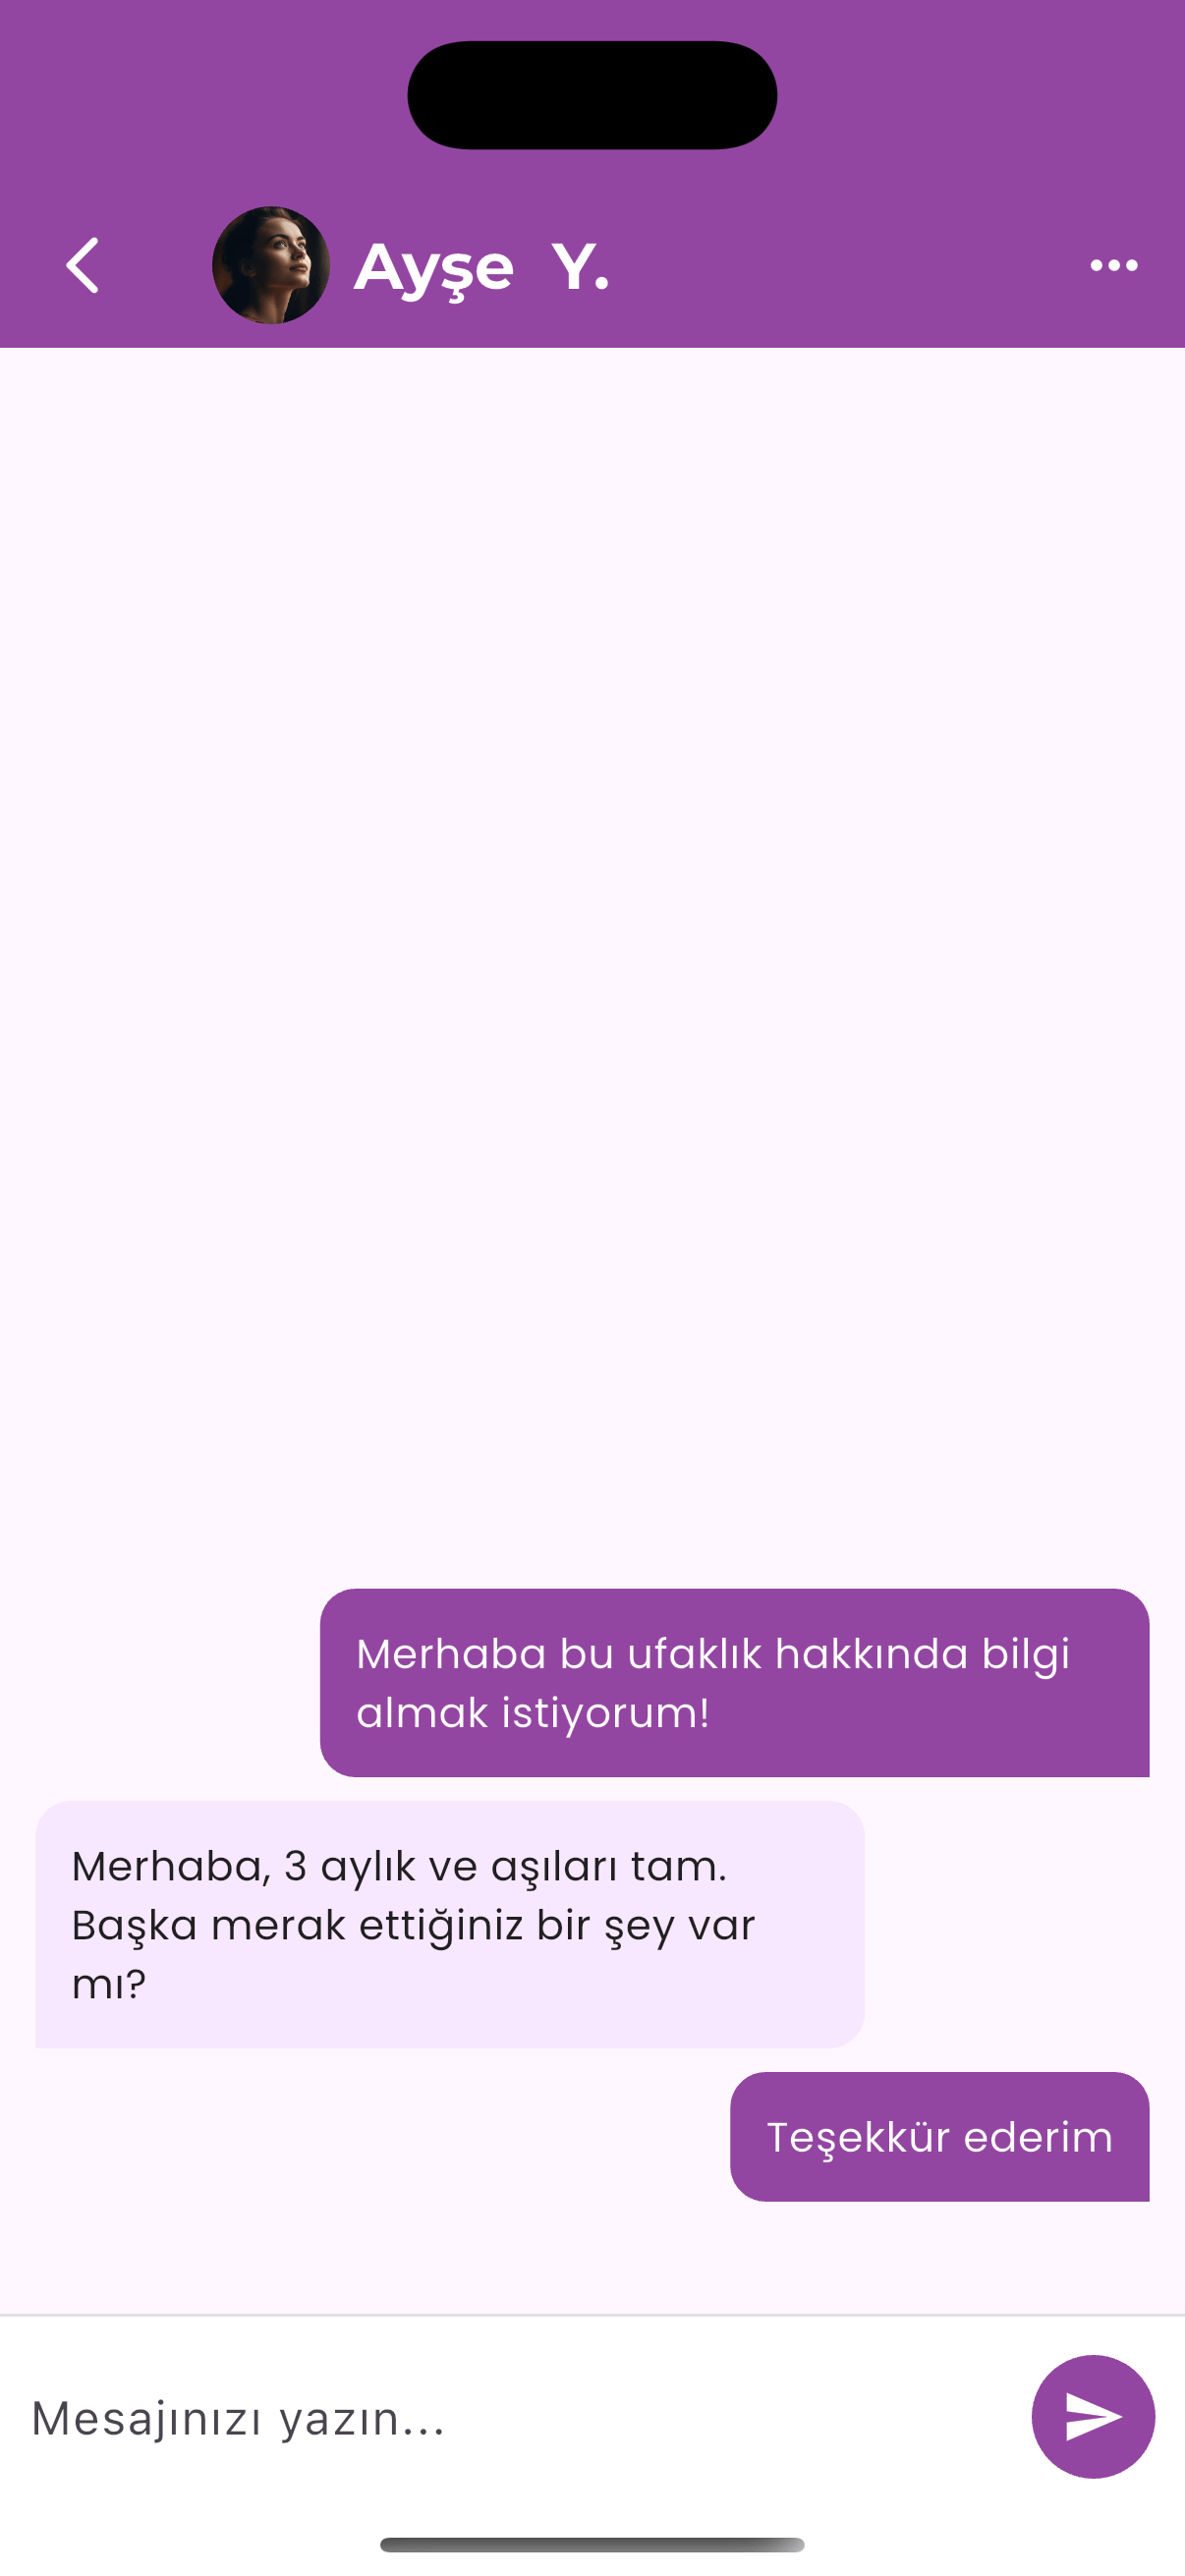 Ayşe Y.
Merhaba bu ufaklık hakkında bilgi
almak istiyorum!
Merhaba, 3 aylık ve aşıları tam.
Başka merak ettiğiniz bir şey var
mı?
Teşekkür ederim
Mesajınızı yazın...